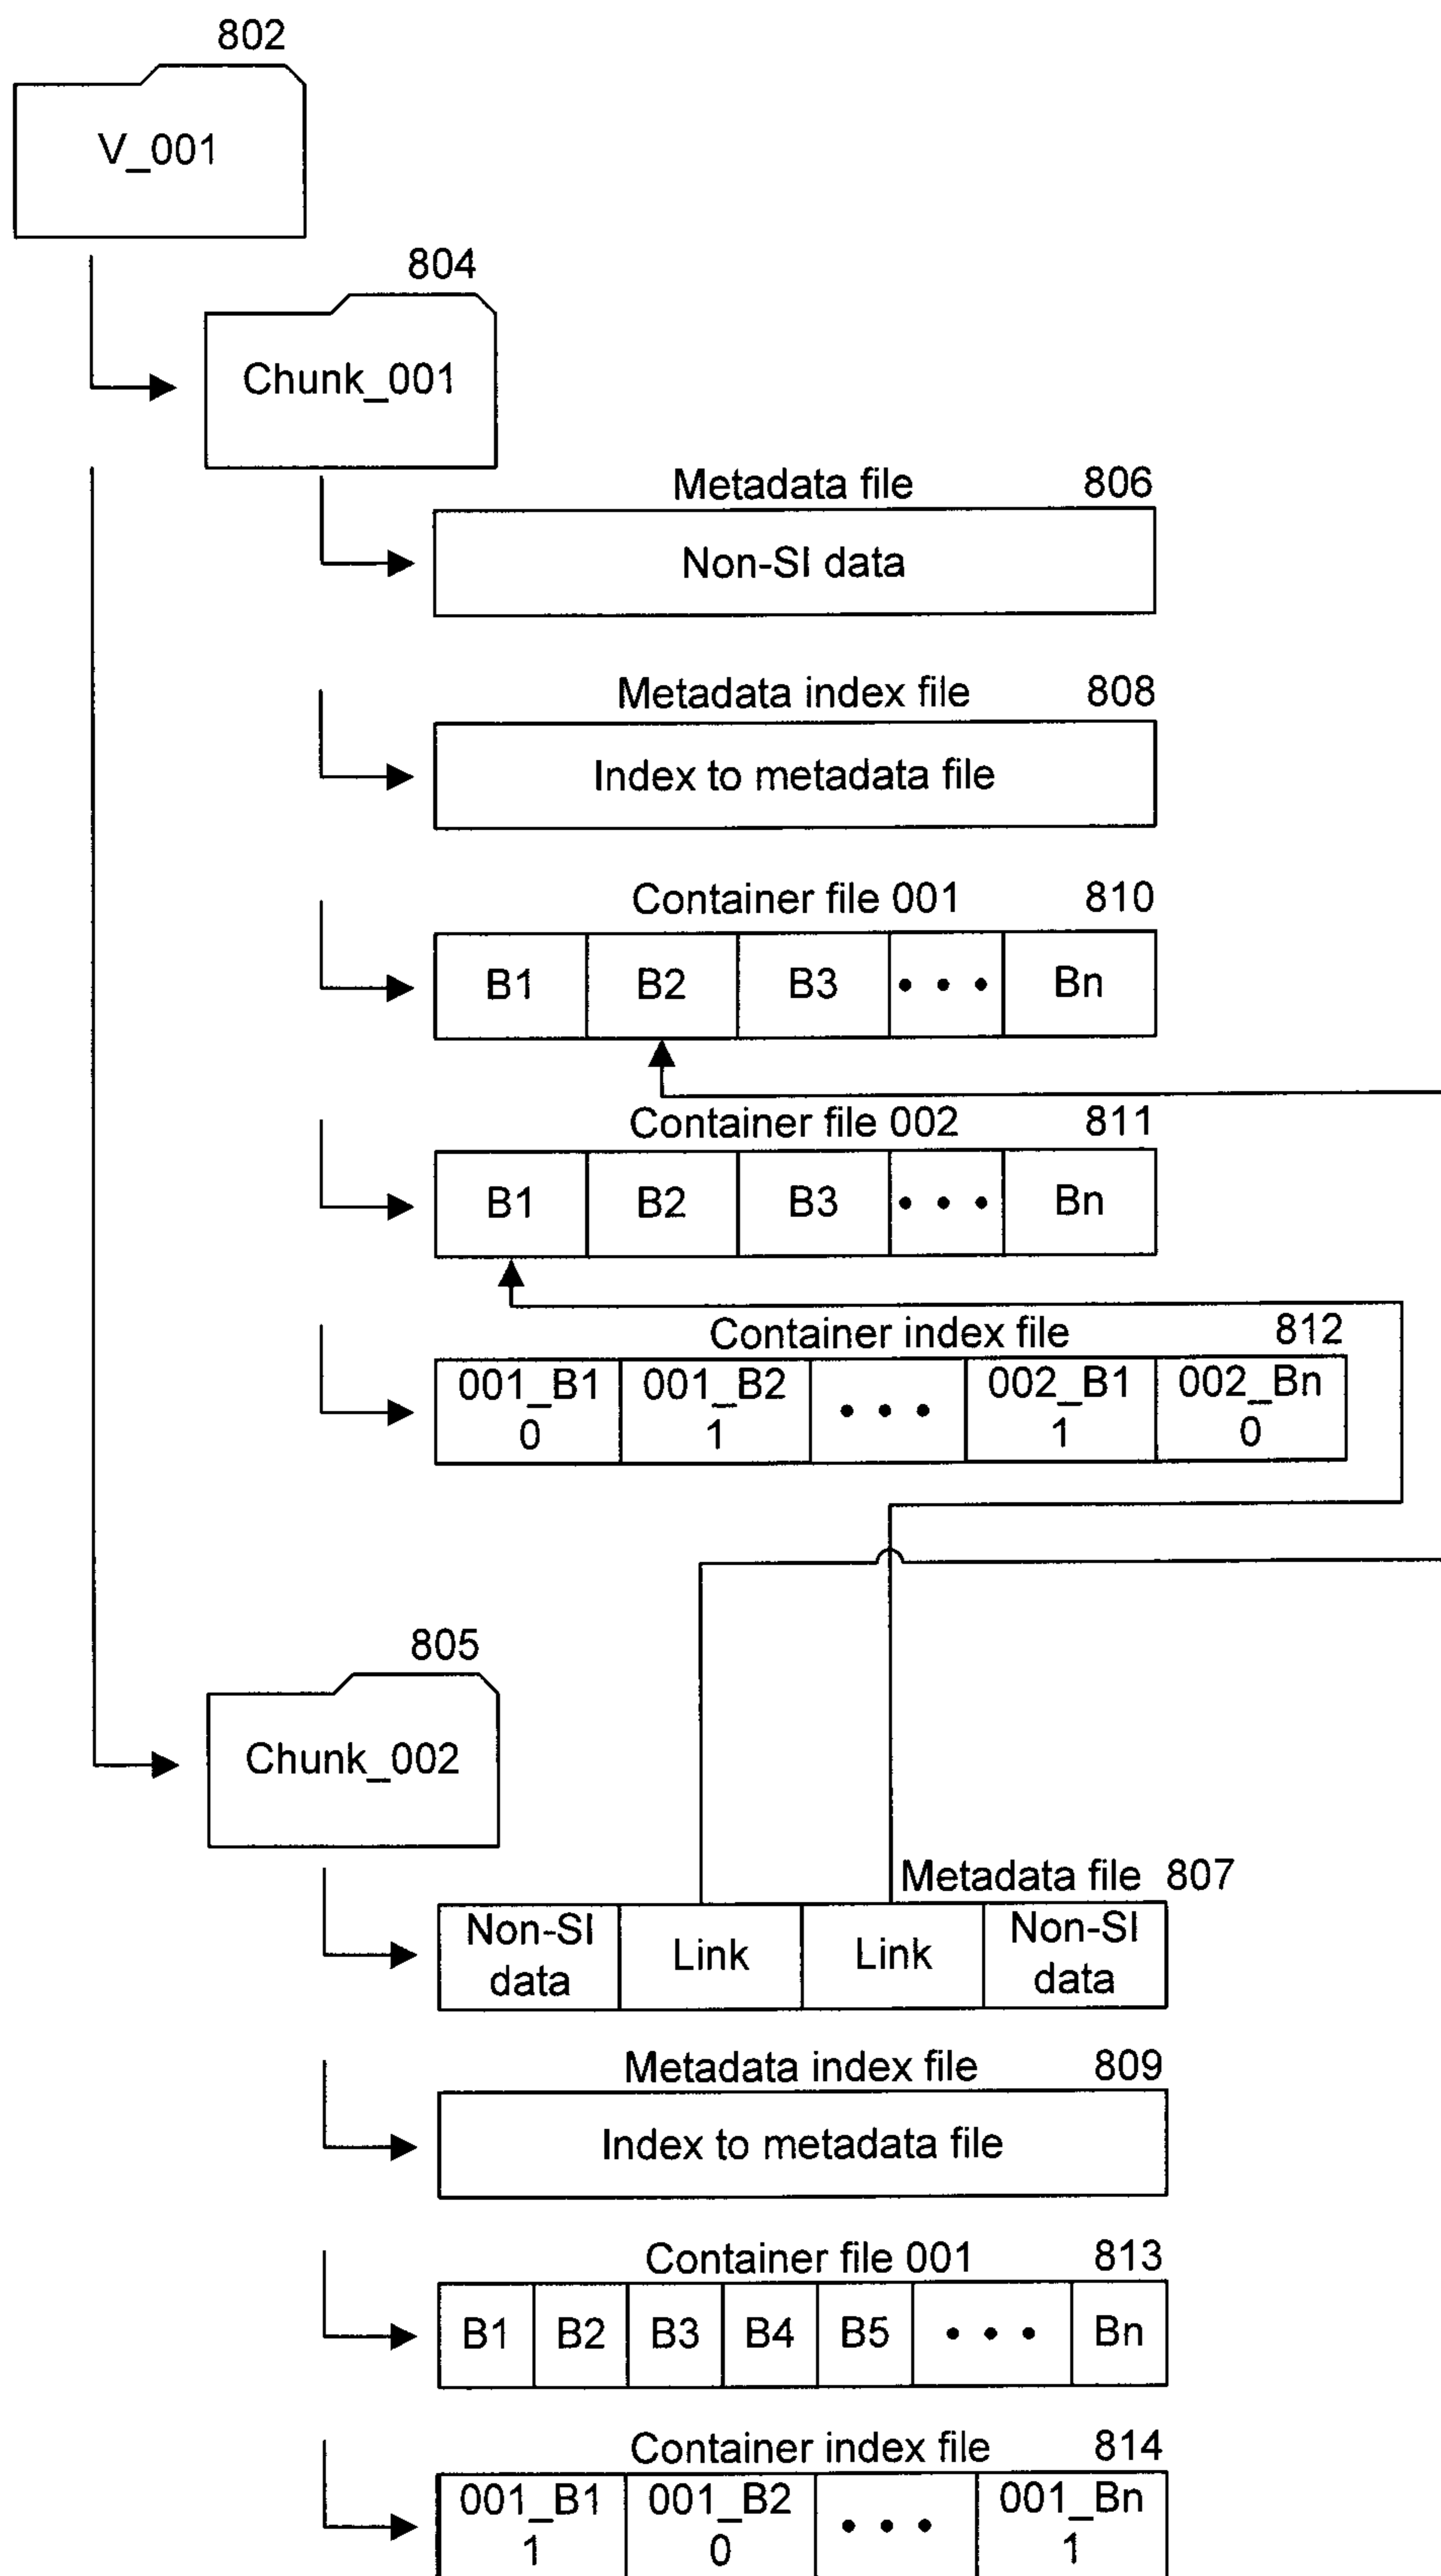 802
V_001
804
Chunk_001
Metadata file 806
Non-SI data
Metadata index file 808
Index to metadata file
Container file 001 810
B1 B2 B3 • • • Bn
Container file 002 811
B1 B2 B3 • • • Bn
Container index file 812
001_B1 001_B2 • • • 002_B1 002_Bn
0 1 1 0
805
Chunk_002
Metadata file 807
Non-SI Link Link Non-SI
data data
Metadata index file 809
Index to metadata file
Container file 001 813
B1 B2 B3 B4 B5 • • • Bn
Container index file 814
001_B1 001_B2 • • • 001_Bn
1 0 1